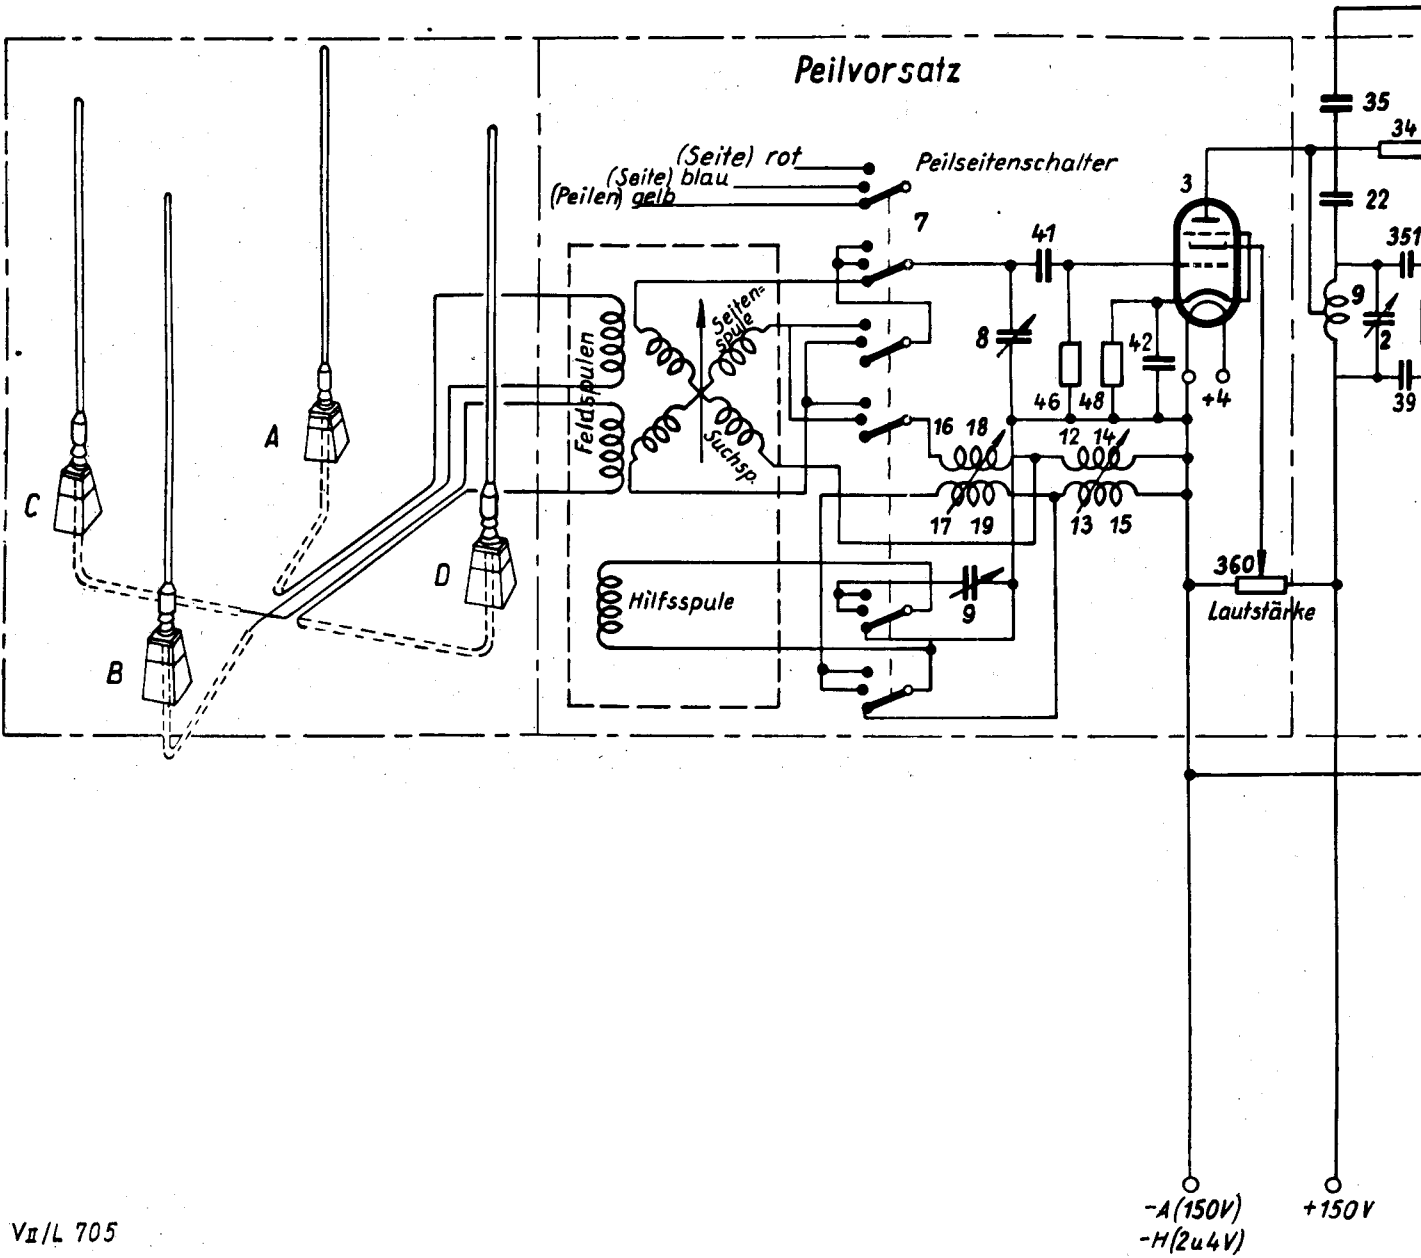 Peilvorsatz
35
34
(Seite) rot
(Seite) blau
(Peilen) gelb
Peilseitenschalter
7
3
22
41
351
Seiten=
spule
9
8
2
42
Feldspulen
A
46
48
+4
39
16
18
12
14
Suchsp.
C
17
19
13
15
D
360
Lautstärke
Hilfsspule
9
B
-A(150V)
+150V
-H(2u4V)
VII/L 705